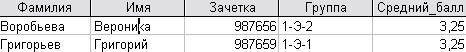 Фамилия Имя Зачетка Группа Средний_балл
Воробьева Вероника 987656 1-Э-2 3,25
Григорьев Григорий 987659 1-Э-1 3,25